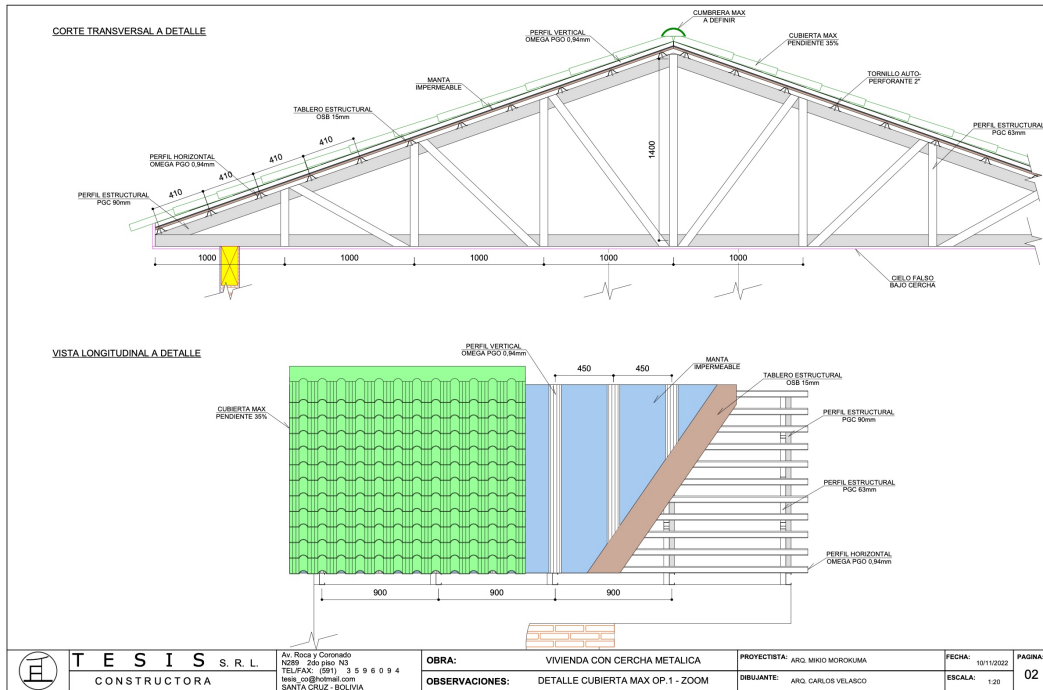 CORTE TRANSVERSAL A DETALLE
CUMBRERA MAX
A DEFINIR
PERFIL VERTICAL
OMEGA PGO 0,94mm
CUBIERTA MAX
PENDIENTE 35%
MANTA
IMPERMEABLE
TORNILLO AUTO-
PERFORANTE 2"
TABLERO ESTRUCTURAL
OSB 15mm
PERFIL ESTRUCTURAL
PGC 63mm
PERFIL HORIZONTAL
OMEGA PGO 0,94mm
PERFIL ESTRUCTURAL
PGC 90mm
410
410
410
410
1400
1000
1000
1000
1000
1000
CIELO FALSO
BAJO CERCHA
VISTA LONGITUDINAL A DETALLE
PERFIL VERTICAL
OMEGA PGO 0,94mm
450
450
MANTA
IMPERMEABLE
TABLERO ESTRUCTURAL
OSB 15mm
CUBIERTA MAX
PENDIENTE 35%
PERFIL ESTRUCTURAL
PGC 90mm
PERFIL ESTRUCTURAL
PGC 63mm
PERFIL HORIZONTAL
OMEGA PGO 0,94mm
900
900
900
TESIS S. R. L.
CONSTRUCTORA
Av. Roca y Coronado
N289 2do piso N3
TEL/FAX: (591) 3 5 9 6 0 9 4
tesis_co@hotmail.com
SANTA CRUZ - BOLIVIA
OBRA: VIVIENDA CON CERCHA METALICA
OBSERVACIONES: DETALLE CUBIERTA MAX OP.1 - ZOOM
PROYECTISTA: ARQ. MIKIO MOROKUMA
DIBUJANTE: ARQ. CARLOS VELASCO
FECHA: 10/11/2022
ESCALA: 1:20
PAGINA:
02